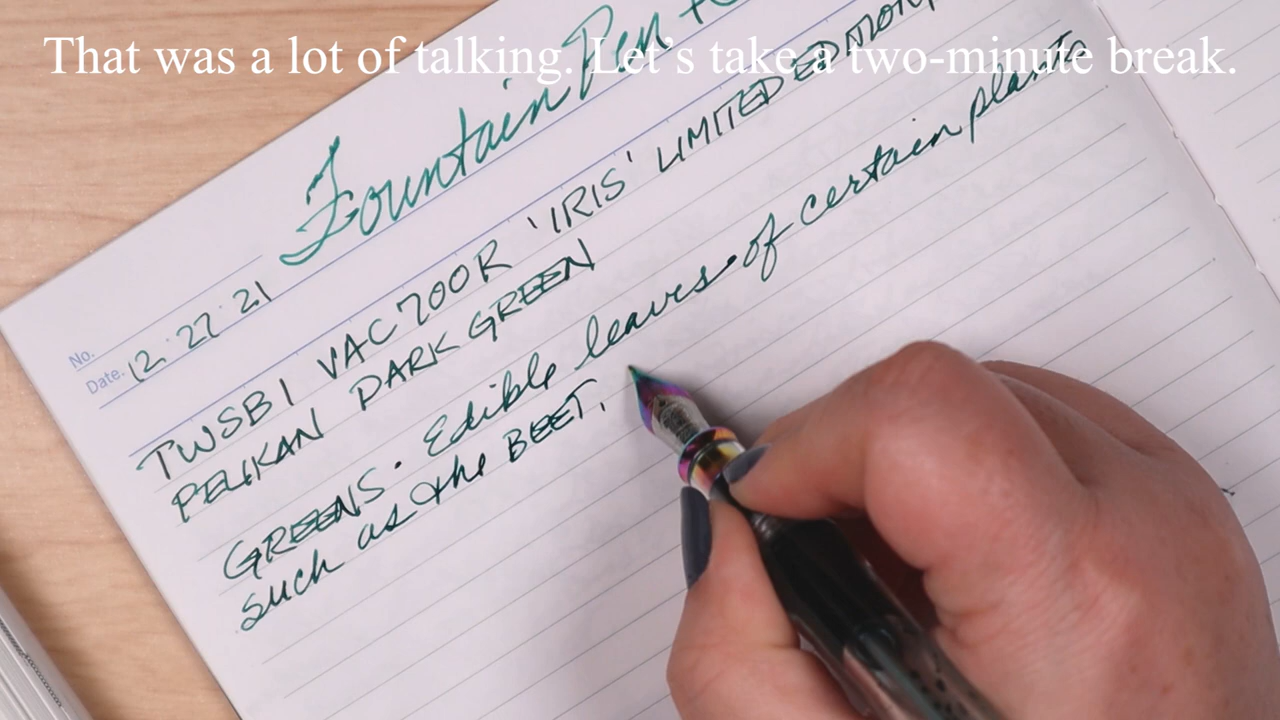 That was a lot of talking. Let's take a two-minute break.
Fountain Pen
No.
Date. 12·27·21
TWSBI VAC700R 'IRIS' LIMITED EDITION
PELIKAN PARK GREEN
GREENS· Edible leaves of certain plants
such as the BEET.